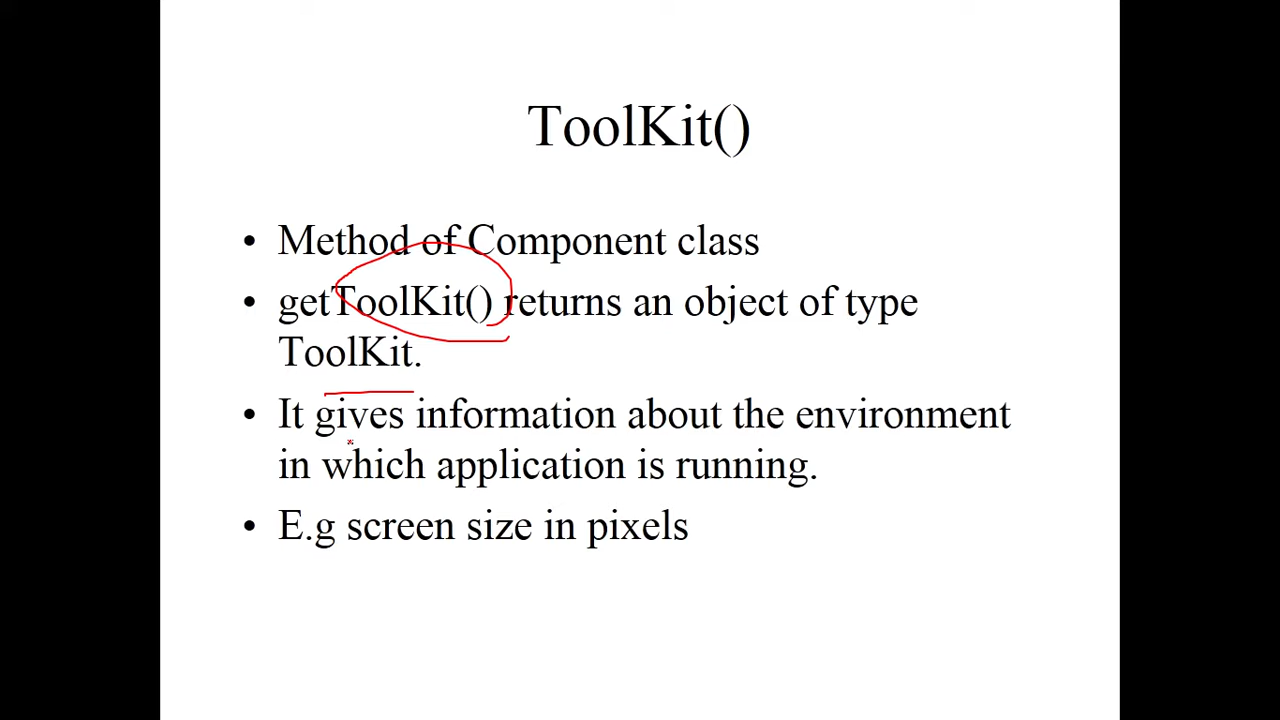 ToolKit()
• Method of Component class
• getToolKit() returns an object of type
ToolKit.
• It gives information about the environment
in which application is running.
• E.g screen size in pixels